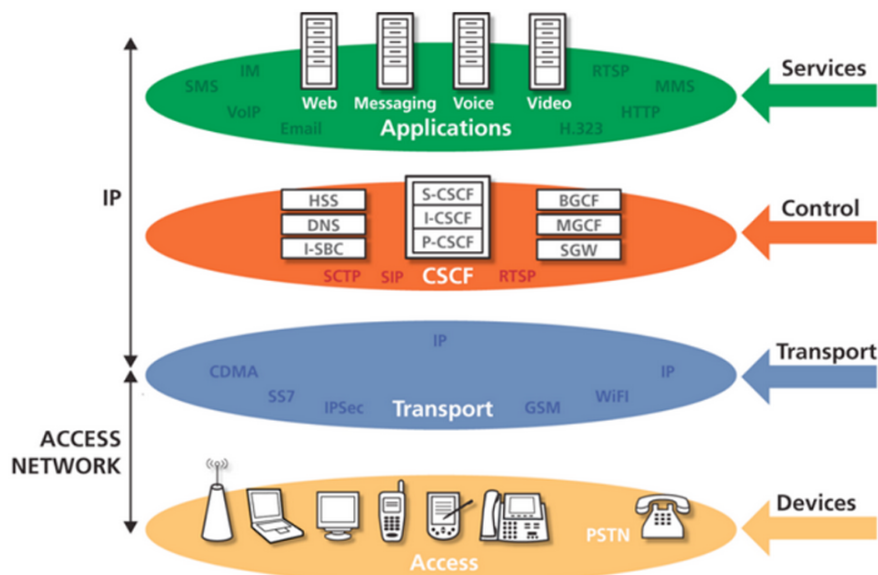 Services
IM
RTSP
SMS
MMS
Web
Messaging
Voice
Video
VoIP
HTTP
Email
Applications
H.323
IP
HSS
DNS
I-SBC
S-CSCF
I-CSCF
P-CSCF
BGCF
MGCF
SGW
Control
SCTP
SIP
CSCF
RTSP
IP
Transport
CDMA
IP
SS7
IPSec
Transport
GSM
WiFI
ACCESS
NETWORK
Devices
PSTN
Access